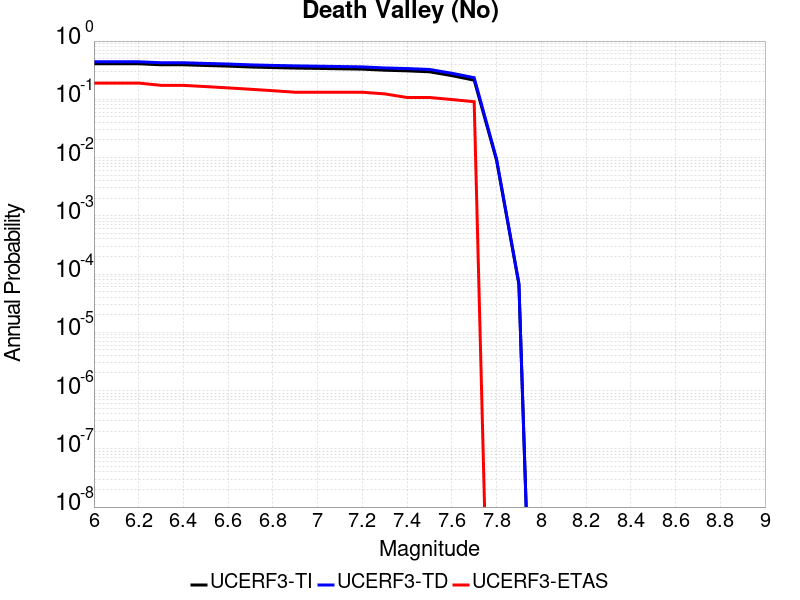 Death Valley (No)
10^0
10^-1
10^-2
10^-3
10^-4
10^-5
10^-6
10^-7
10^-8
Annual Probability
6 6.2 6.4 6.6 6.8 7 7.2 7.4 7.6 7.8 8 8.2 8.4 8.6 8.8 9
Magnitude
UCERF3-TI UCERF3-TD UCERF3-ETAS